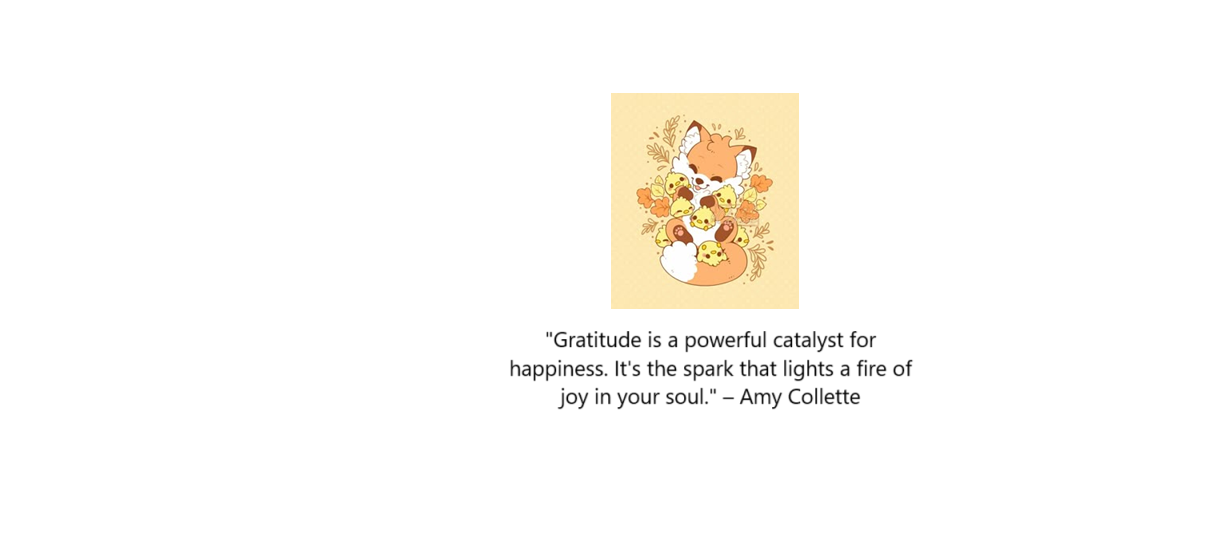 "Gratitude is a powerful catalyst for
happiness. It's the spark that lights a fire of
joy in your soul." – Amy Collette